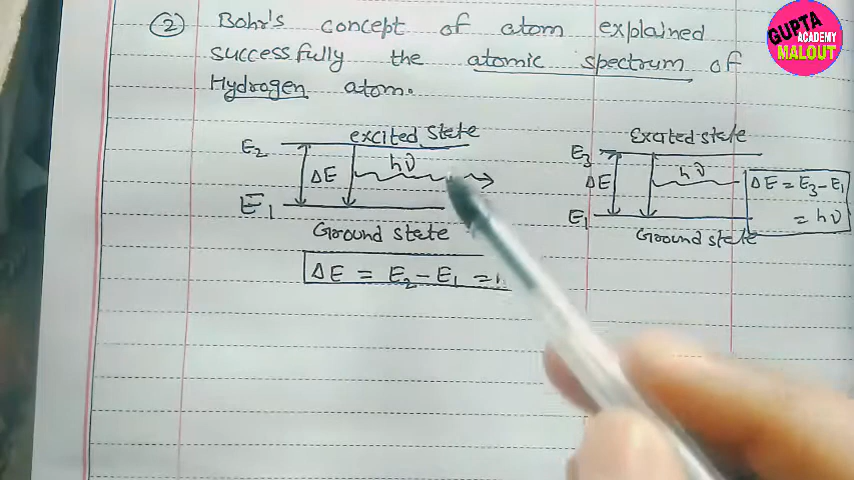 ② Bohr's concept of atom explained
successfully the atomic spectrum of
Hydrogen atom.
E₂ excited state
ΔE hν
E₁
Ground state
ΔE = E₂ - E₁ =
Excited state
E₃
ΔE hν
E₁
Ground state
ΔE = E₃ - E₁
= hν
GUPTA
ACADEMY
MALOUT